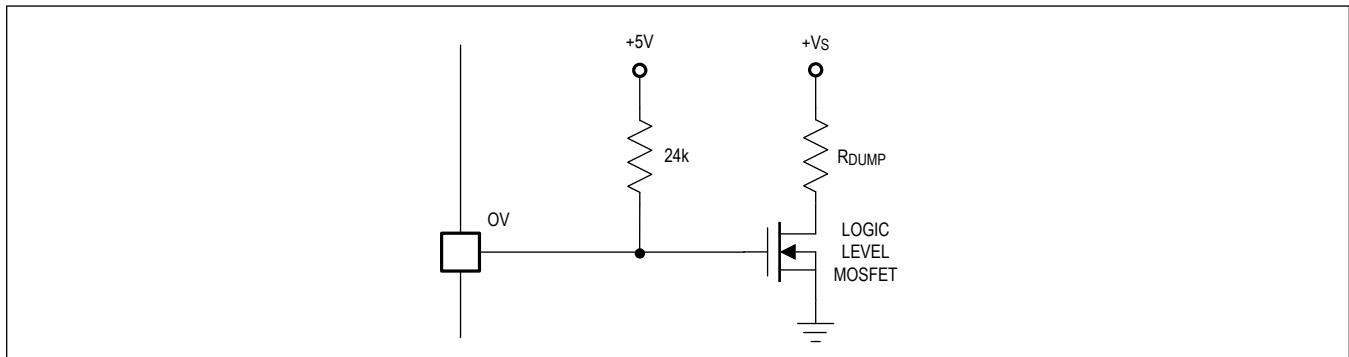 +5V
+VS
24k
RDUMP
OV
LOGIC
LEVEL
MOSFET